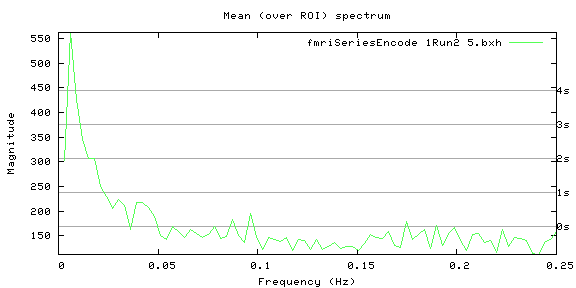 Mean (over ROI) spectrum
fmriSeriesEncode 1Run2 5.bxh
550
500
450
400
350
300
250
200
150
Magnitude
4s
3s
2s
1s
0s
0 0.05 0.1 0.15 0.2 0.25
Frequency (Hz)